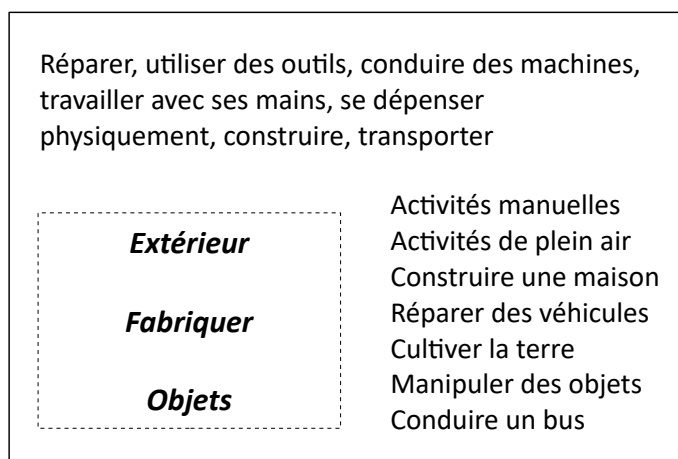 Réparer, utiliser des outils, conduire des machines,
travailler avec ses mains, se dépenser
physiquement, construire, transporter
Extérieur
Fabriquer
Objets
Activités manuelles
Activités de plein air
Construire une maison
Réparer des véhicules
Cultiver la terre
Manipuler des objets
Conduire un bus